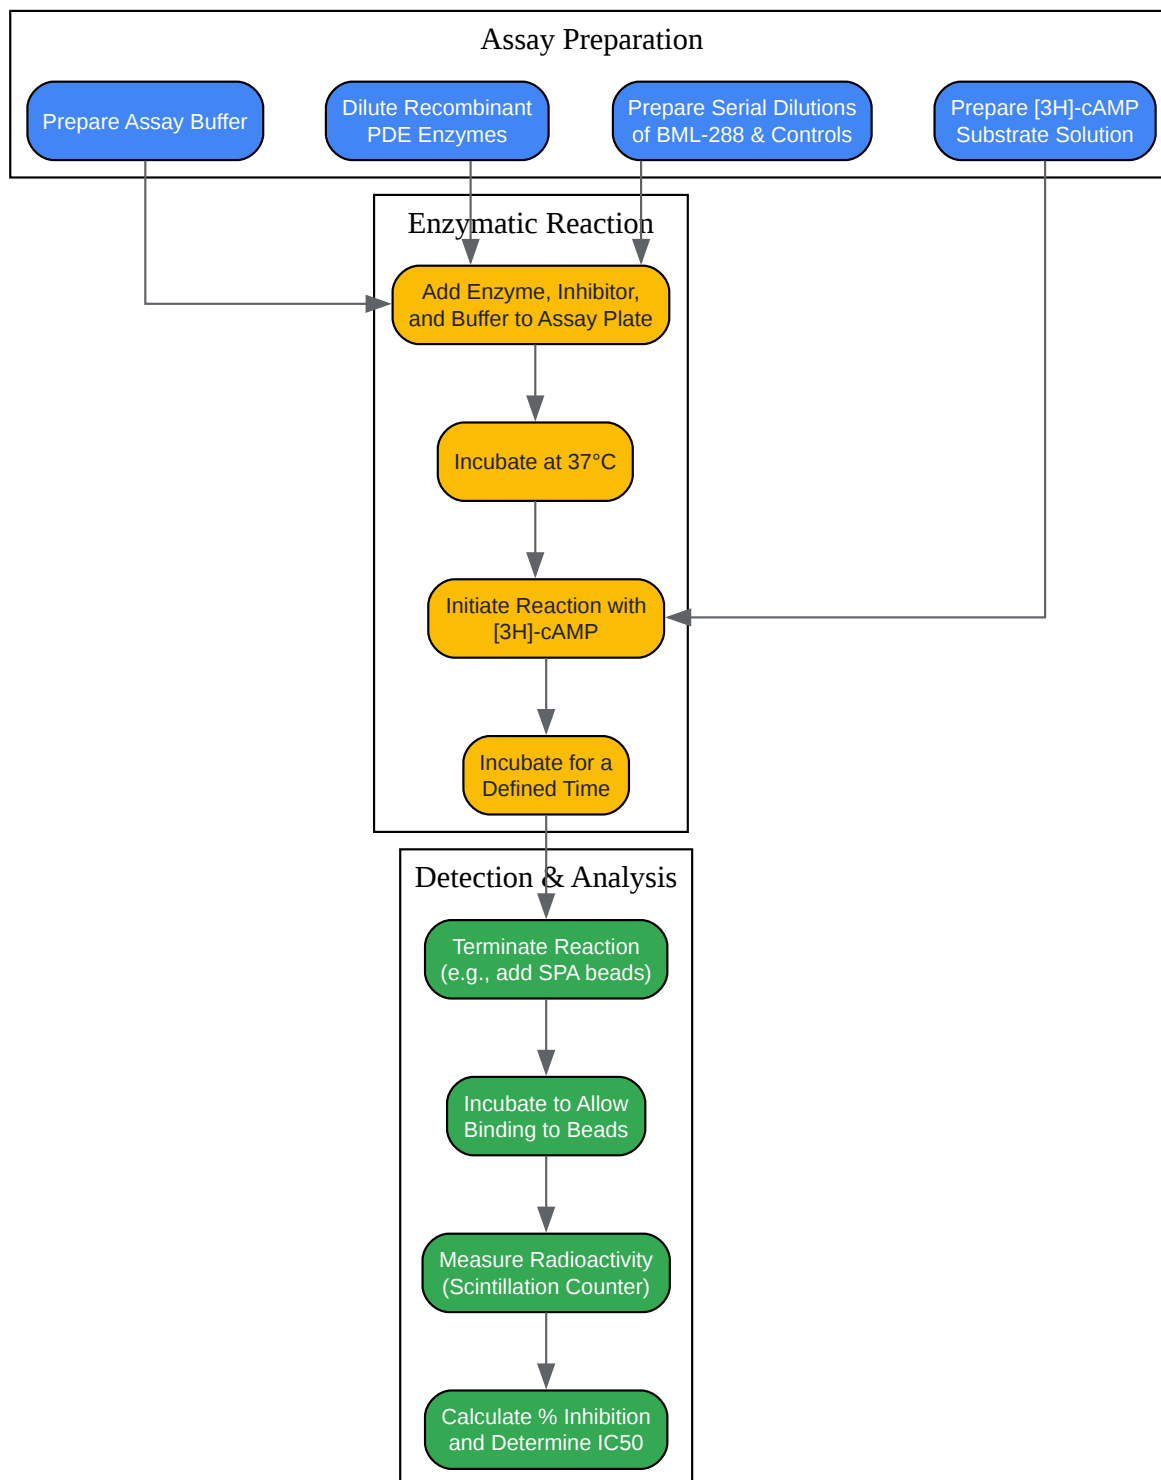 Assay Preparation
Prepare Assay Buffer
Dilute Recombinant
PDE Enzymes
Prepare Serial Dilutions
of BML-288 & Controls
Prepare [3H]-cAMP
Substrate Solution
Enzymatic Reaction
Add Enzyme, Inhibitor,
and Buffer to Assay Plate
Incubate at 37°C
Initiate Reaction with
[3H]-cAMP
Incubate for a
Defined Time
Detection & Analysis
Terminate Reaction
(e.g., add SPA beads)
Incubate to Allow
Binding to Beads
Measure Radioactivity
(Scintillation Counter)
Calculate % Inhibition
and Determine IC50